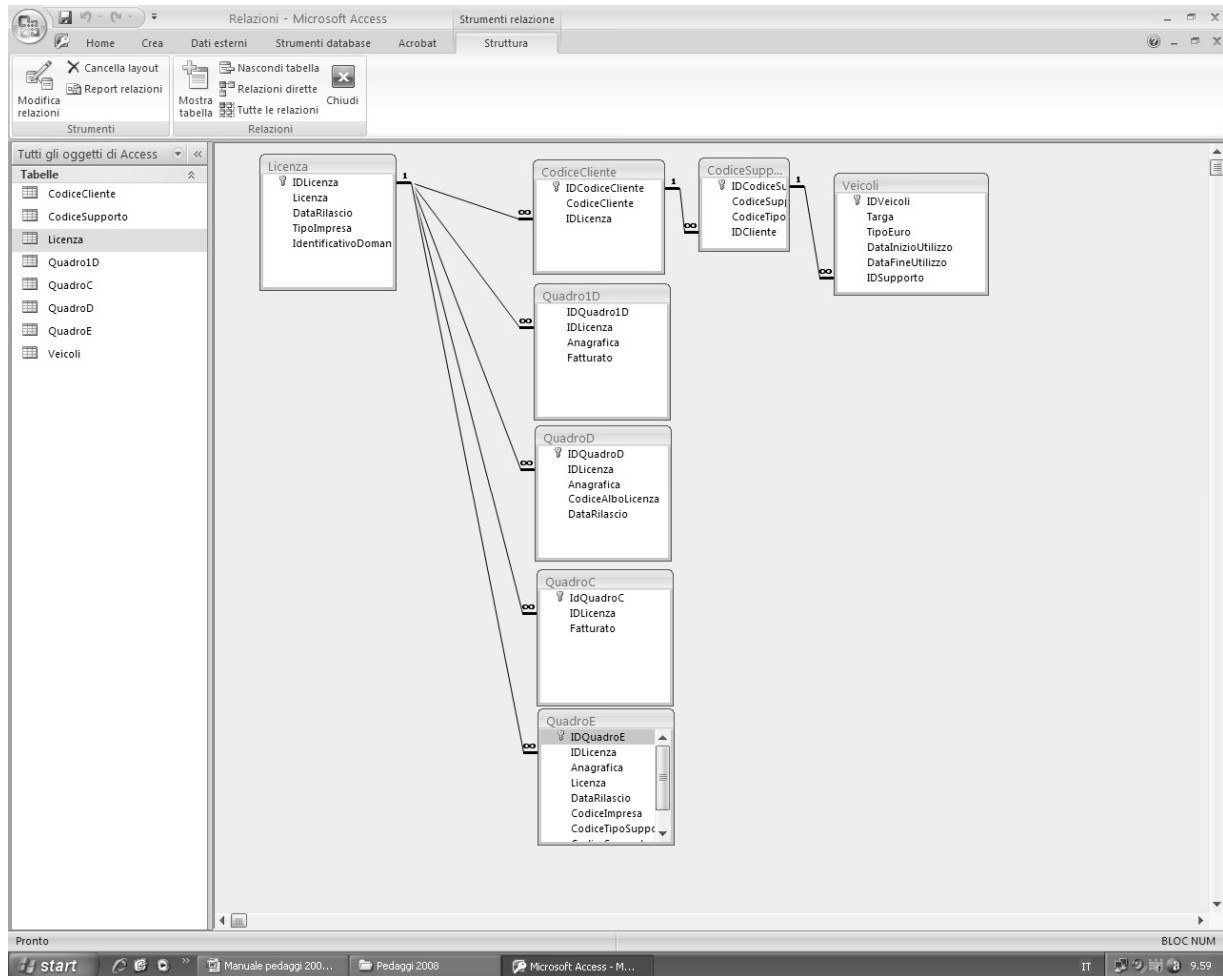 Relazioni - Microsoft Access
Strumenti relazione
Home
Crea
Dati esterni
Strumenti database
Acrobat
Struttura
Modifica relazioni
Cancella layout
Report relazioni
Strumenti
Mostra tabella
Nascondi tabella
Relazioni dirette
Tutte le relazioni
Chiudi
Relazioni
Tutti gli oggetti di Access
Tabelle
CodiceCliente
CodiceSupporto
Licenza
Quadro1D
QuadroC
QuadroD
QuadroE
Veicoli
Licenza
IDLicenza
Licenza
DataRilascio
TipoImpresa
IdentificativoDoman
1
∞
∞
∞
∞
∞
CodiceCliente
IDCodiceCliente
CodiceCliente
IDLicenza
1
∞
CodiceSupp...
IDCodiceSu
CodiceSupp
CodiceTipo
IDCliente
1
∞
Veicoli
IDVeicoli
Targa
TipoEuro
DataInizioUtilizzo
DataFineUtilizzo
IDSupporto
Quadro1D
IDQuadro1D
IDLicenza
Anagrafica
Fatturato
QuadroD
IDQuadroD
IDLicenza
Anagrafica
CodiceAlboLicenza
DataRilascio
QuadroC
IdQuadroC
IDLicenza
Fatturato
QuadroE
IDQuadroE
IDLicenza
Anagrafica
Licenza
DataRilascio
CodiceImpresa
CodiceTipoSuppo
Pronto
BLOC NUM
start
Manuale pedaggi 200...
Pedaggi 2008
Microsoft Access - M...
IT
9.59